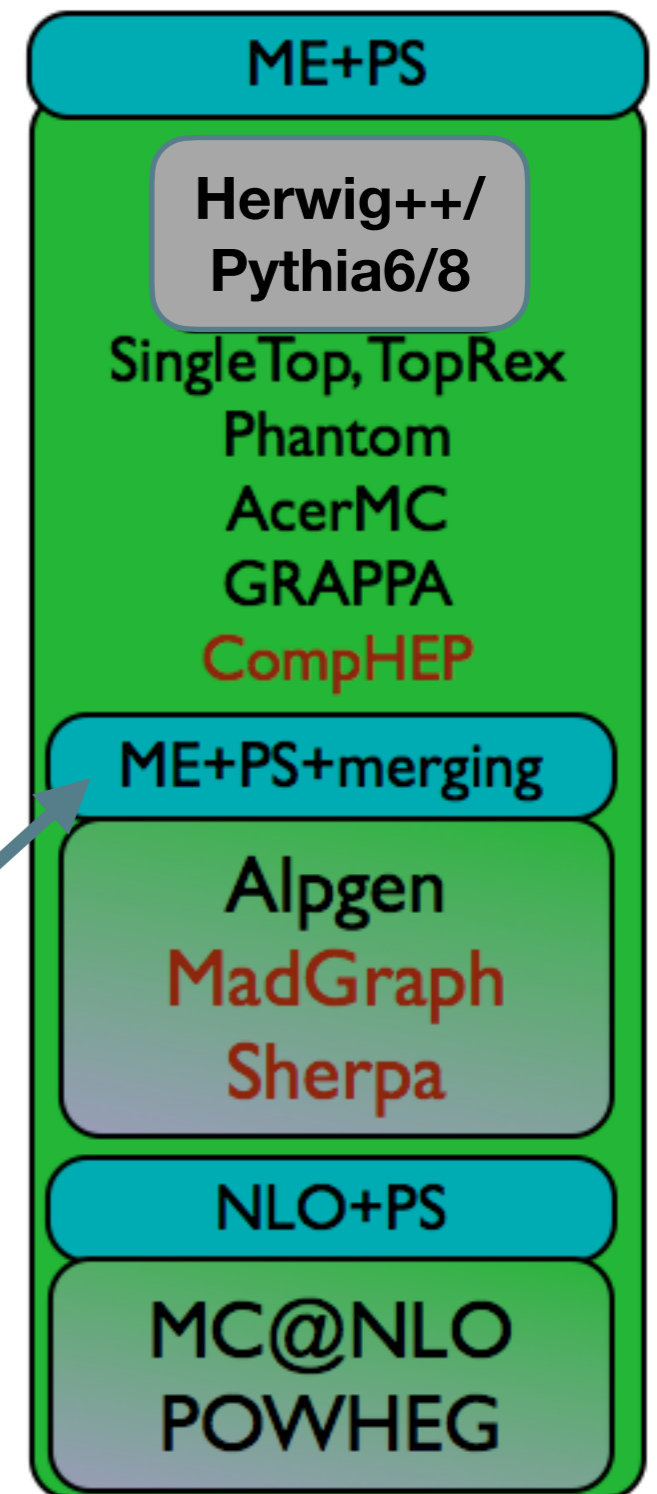 ME+PS
Herwig++/
Pythia6/8
SingleTop, TopRex
Phantom
AcerMC
GRAPPA
CompHEP
ME+PS+merging
Alpgen
MadGraph
Sherpa
NLO+PS
MC@NLO
POWHEG